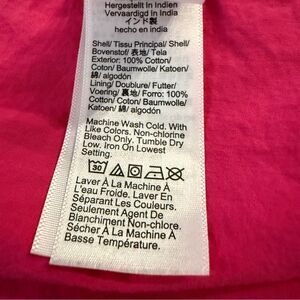 Hergestellt In Indien
Vervaardigd In India
インド製
hecho en india
Shell/ Tissu Principal/ Shell/
Bovenstof/ 表地/ Tela
Exterior: 100% Cotton/
Coton/ Baumwolle/ Katoen/
綿/ algodón
Lining/ Doublure/ Futter/
Voering/ 裏地/ Forro: 100%
Cotton/ Coton/ Baumwolle/
Katoen/ 綿/ algodón
Machine Wash Cold. With
Like Colors. Non-chlorine
Bleach Only. Tumble Dry
Low. Iron On Lowest
Setting.
30
Laver À La Machine À
L'eau Froide. Laver En
Séparant Les Couleurs.
Seulement Agent De
Blanchiment Non-chlore.
Sécher À La Machine À
Basse Température.